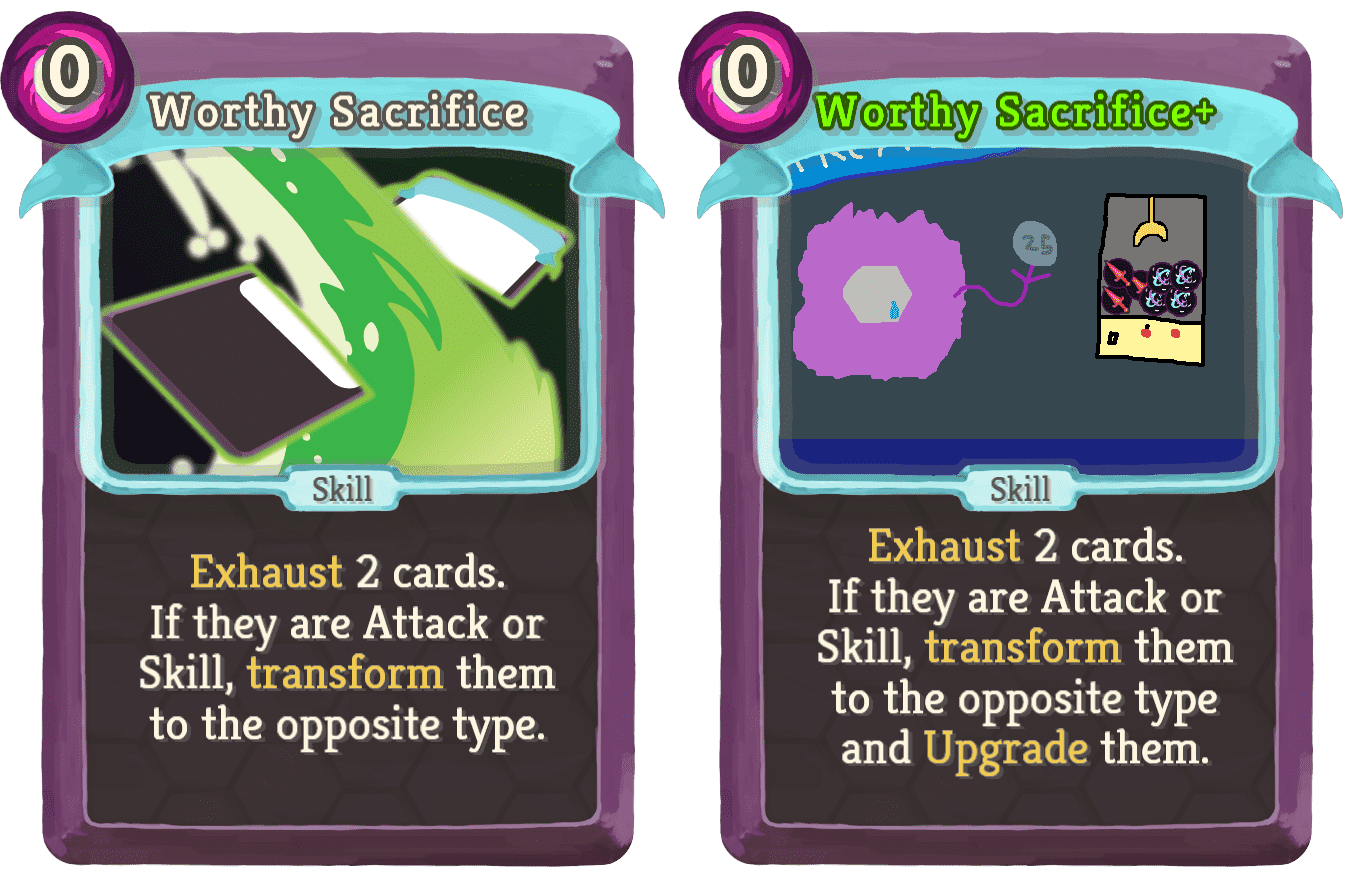 0
Worthy Sacrifice
Skill
Exhaust 2 cards.
If they are Attack or
Skill, transform them
to the opposite type.
0
Worthy Sacrifice+
25
Skill
Exhaust 2 cards.
If they are Attack or
Skill, transform them
to the opposite type
and Upgrade them.